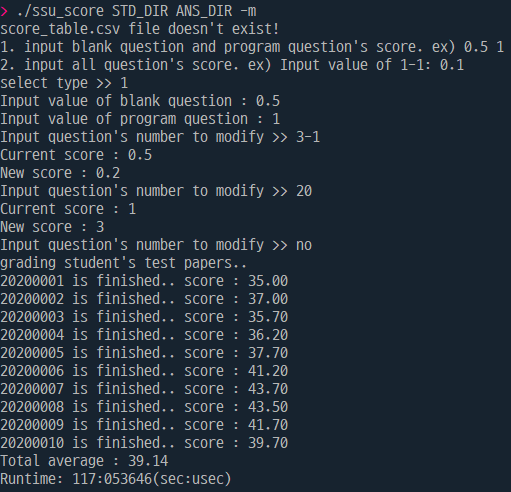 > ./ssu_score STD_DIR ANS_DIR -m
score_table.csv file doesn't exist!
1. input blank question and program question's score. ex) 0.5 1
2. input all question's score. ex) Input value of 1-1: 0.1
select type >> 1
Input value of blank question : 0.5
Input value of program question : 1
Input question's number to modify >> 3-1
Current score : 0.5
New score : 0.2
Input question's number to modify >> 20
Current score : 1
New score : 3
Input question's number to modify >> no
grading student's test papers..
20200001 is finished.. score : 35.00
20200002 is finished.. score : 37.00
20200003 is finished.. score : 35.70
20200004 is finished.. score : 36.20
20200005 is finished.. score : 37.70
20200006 is finished.. score : 41.20
20200007 is finished.. score : 43.70
20200008 is finished.. score : 43.50
20200009 is finished.. score : 41.70
20200010 is finished.. score : 39.70
Total average : 39.14
Runtime: 117:053646(sec:usec)